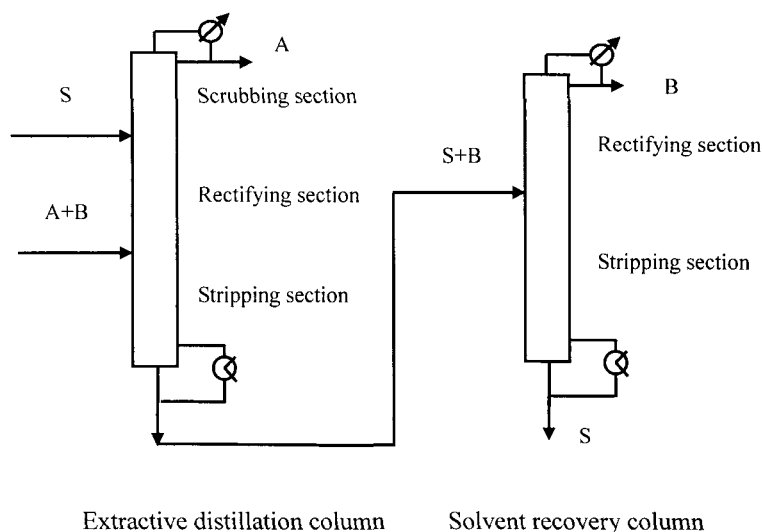 A
S
Scrubbing section
B
Rectifying section
S+B
Rectifying section
A+B
Stripping section
Stripping section
S
Extractive distillation column
Solvent recovery column